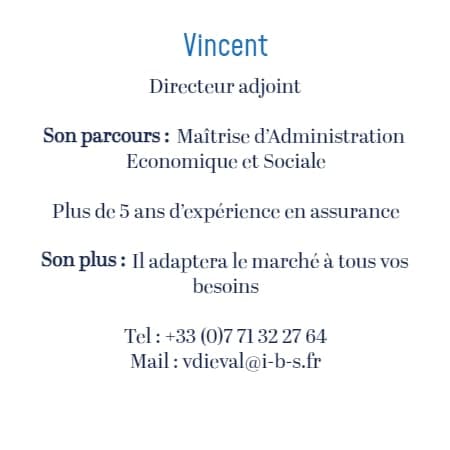 Vincent
Directeur adjoint
Son parcours : Maîtrise d'Administration
Economique et Sociale
Plus de 5 ans d'expérience en assurance
Son plus : Il adaptera le marché à tous vos
besoins
Tel : +33 (0)7 71 32 27 64
Mail : vdieval@i-b-s.fr